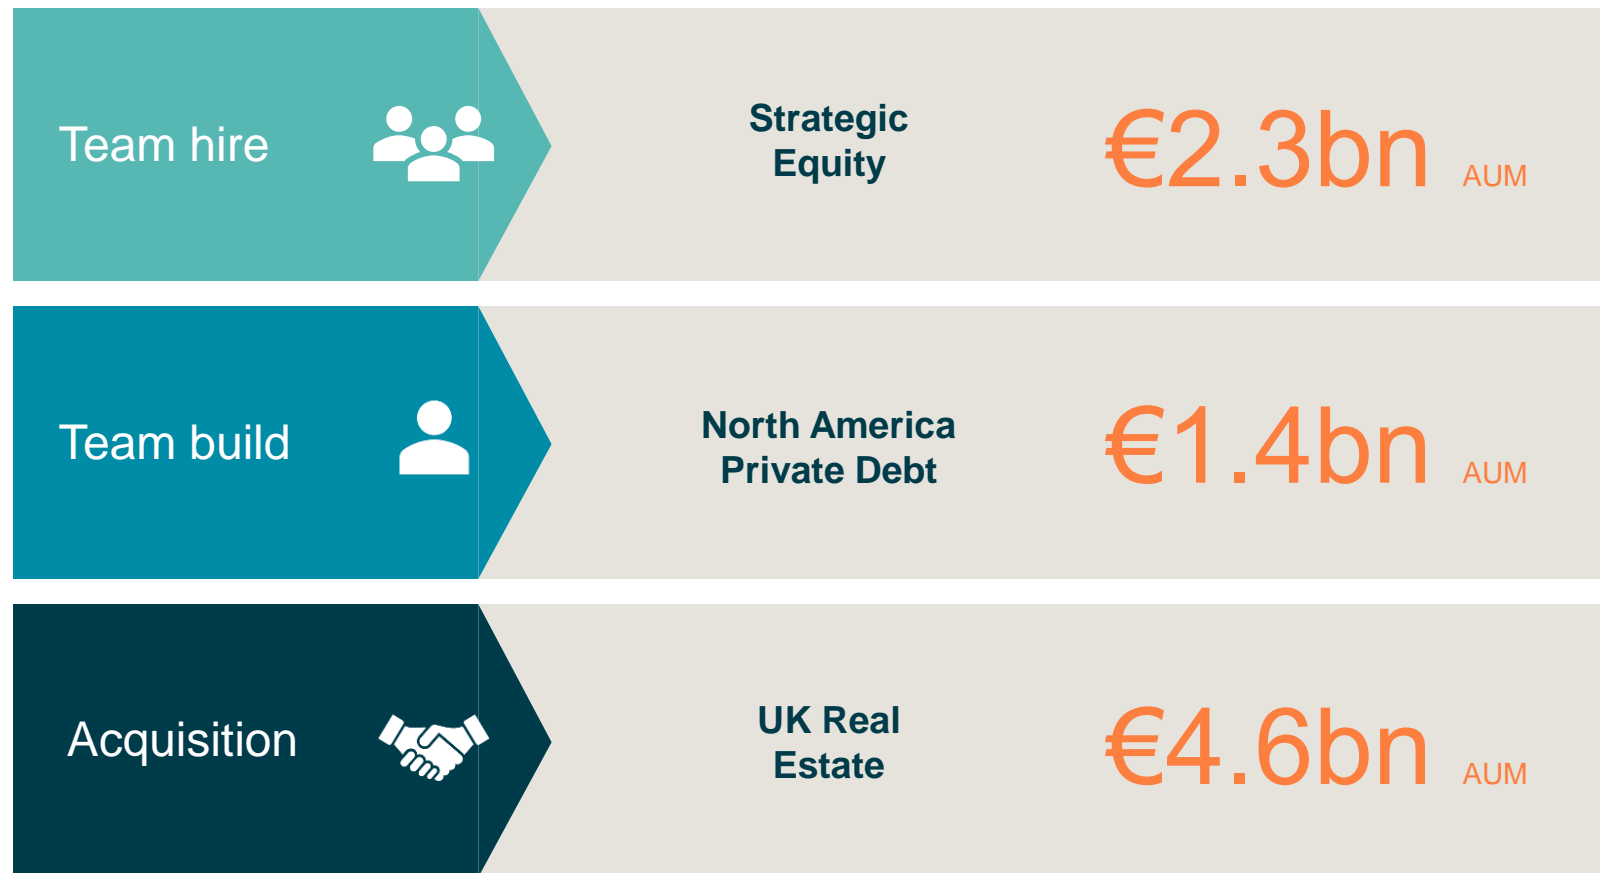 Team hire
Strategic
Equity
€2.3bn AUM
Team build
North America
Private Debt
€1.4bn AUM
Acquisition
UK Real
Estate
€4.6bn AUM